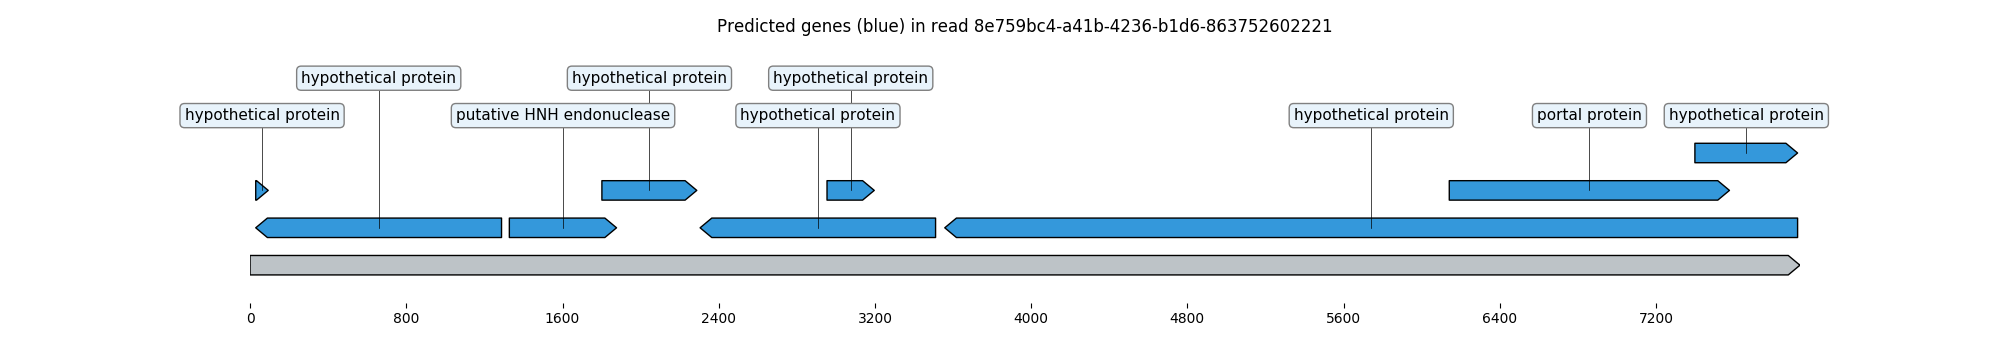 Predicted genes (blue) in read 8e759bc4-a41b-4236-b1d6-863752602221
hypothetical protein hypothetical protein hypothetical protein
hypothetical protein putative HNH endonuclease hypothetical protein hypothetical protein portal protein hypothetical protein
0 800 1600 2400 3200 4000 4800 5600 6400 7200